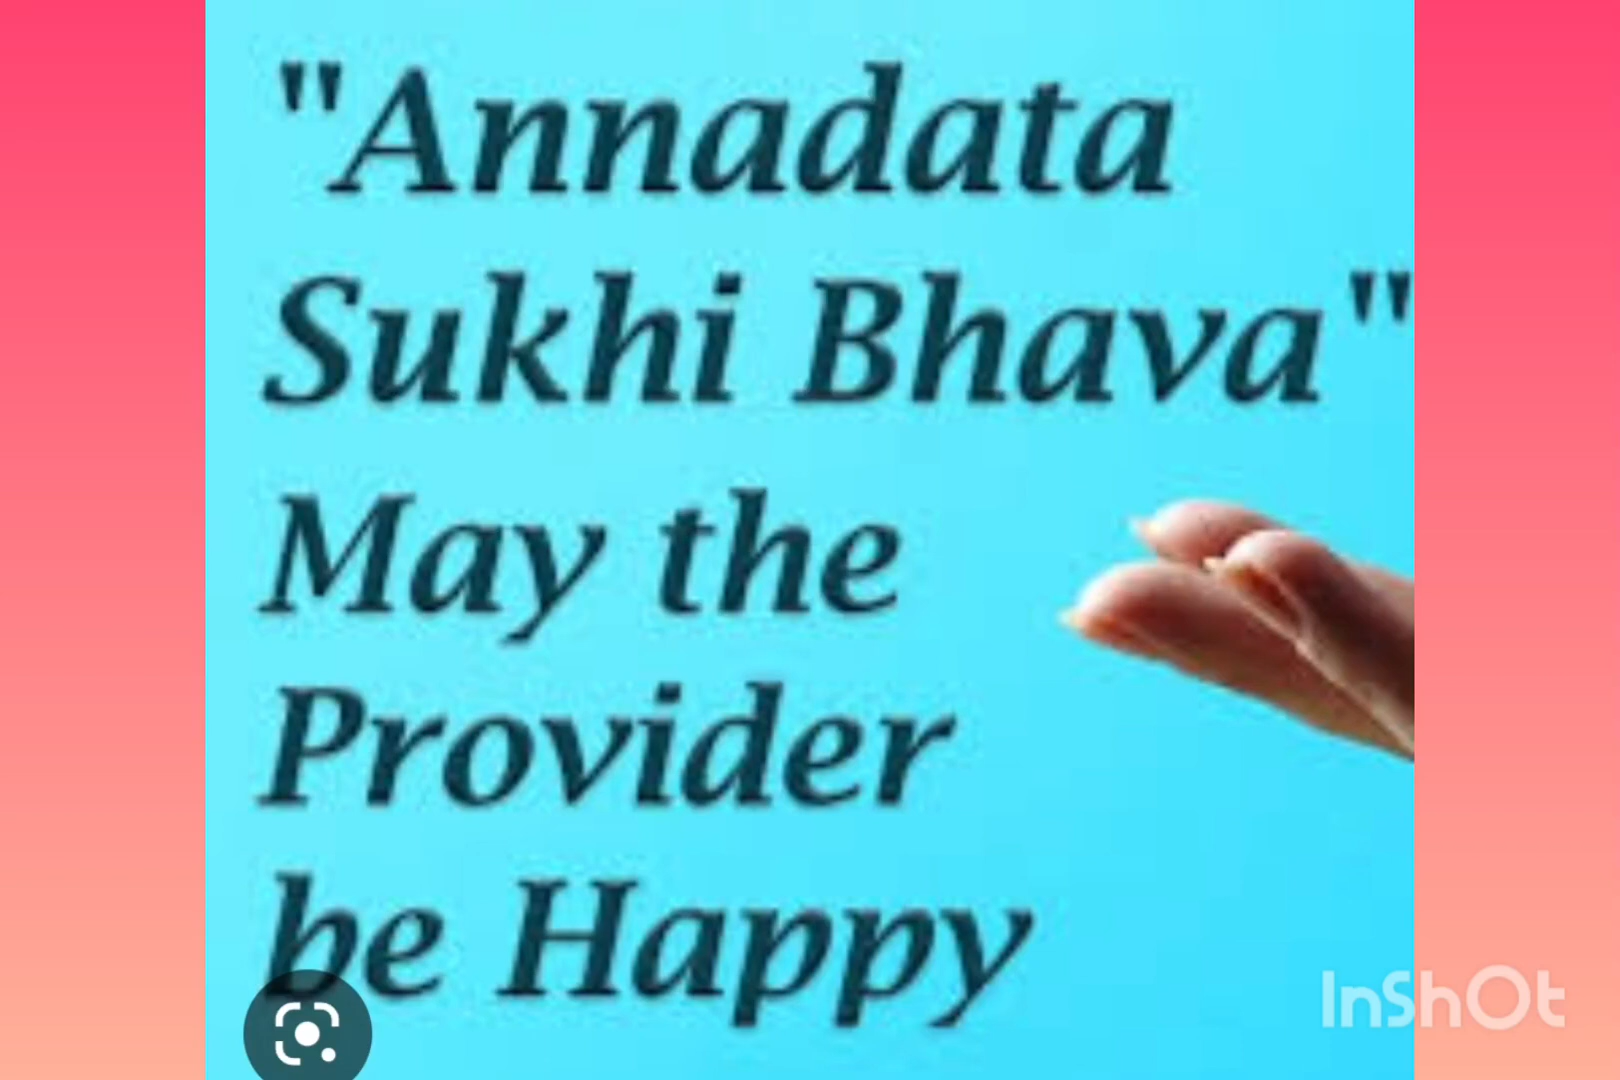 "Annadata
Sukhi Bhava"
May the
Provider
be Happy
InShOt